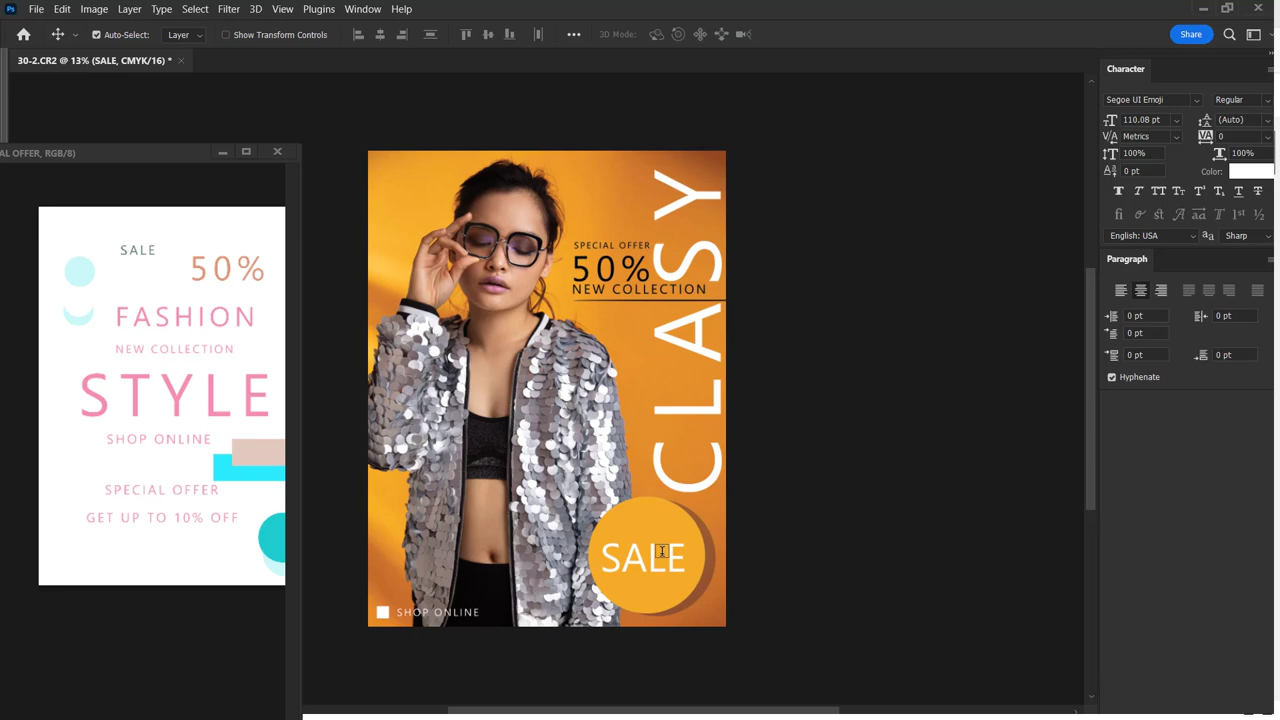 Ps File Edit Image Layer Type Select Filter 3D View Plugins Window Help
Auto-Select: Layer Show Transform Controls 3D Mode: Share
30-2.CR2 @ 13% (SALE, CMYK/16) *
AL OFFER, RGB/8)
SALE
50%
FASHION
NEW COLLECTION
STYLE
SHOP ONLINE
SPECIAL OFFER
GET UP TO 10% OFF
CLASY
SPECIAL OFFER
50%
NEW COLLECTION
SALE
SHOP ONLINE
Character
Segoe UI Emoji Regular
110.08 pt (Auto)
Metrics 0
100% 100%
0 pt Color:
English: USA Sharp
Paragraph
0 pt 0 pt
0 pt
0 pt 0 pt
Hyphenate